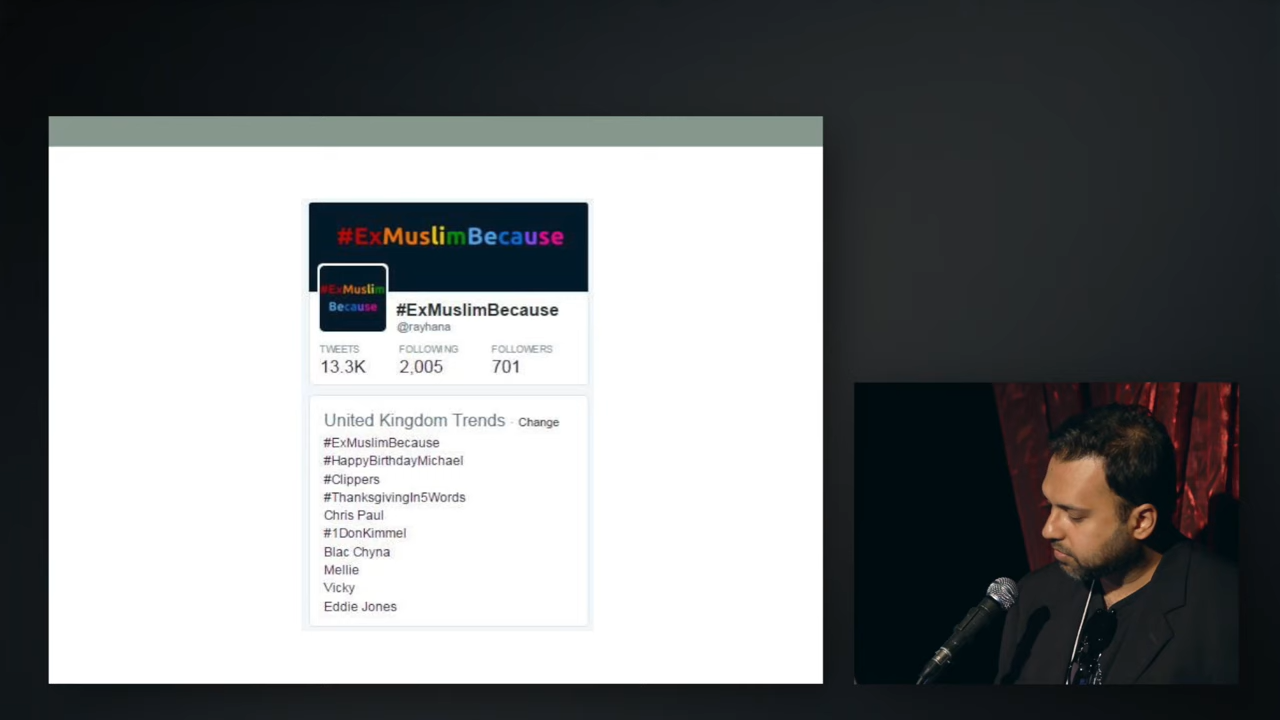 #ExMuslimBecause
#ExMuslim
Because
#ExMuslimBecause
@rayhana
TWEETS FOLLOWING FOLLOWERS
13.3K 2,005 701
United Kingdom Trends · Change
#ExMuslimBecause
#HappyBirthdayMichael
#Clippers
#ThanksgivingIn5Words
Chris Paul
#1DonKimmel
Blac Chyna
Mellie
Vicky
Eddie Jones